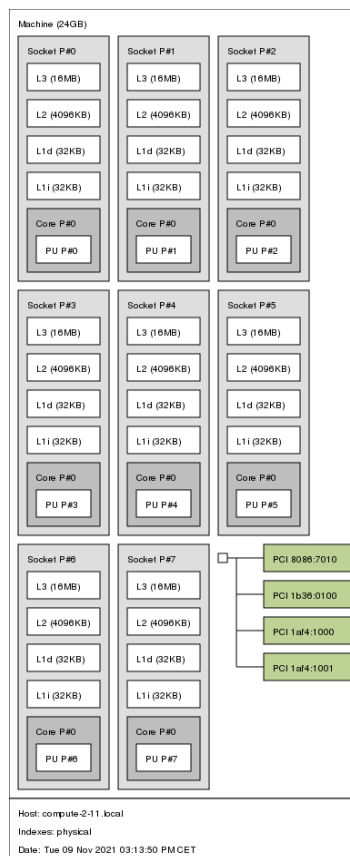 Machine (24GB)
Socket P#0
L3 (16MB)
L2 (4096KB)
L1d (32KB)
L1i (32KB)
Core P#0
PU P#0
Socket P#1
L3 (16MB)
L2 (4096KB)
L1d (32KB)
L1i (32KB)
Core P#0
PU P#1
Socket P#2
L3 (16MB)
L2 (4096KB)
L1d (32KB)
L1i (32KB)
Core P#0
PU P#2
Socket P#3
L3 (16MB)
L2 (4096KB)
L1d (32KB)
L1i (32KB)
Core P#0
PU P#3
Socket P#4
L3 (16MB)
L2 (4096KB)
L1d (32KB)
L1i (32KB)
Core P#0
PU P#4
Socket P#5
L3 (16MB)
L2 (4096KB)
L1d (32KB)
L1i (32KB)
Core P#0
PU P#5
Socket P#6
L3 (16MB)
L2 (4096KB)
L1d (32KB)
L1i (32KB)
Core P#0
PU P#6
Socket P#7
L3 (16MB)
L2 (4096KB)
L1d (32KB)
L1i (32KB)
Core P#0
PU P#7
PCI 8086:7010
PCI 1b36:0100
PCI 1af4:1000
PCI 1af4:1001
Host: compute-2-11.local
Indexes: physical
Date: Tue 09 Nov 2021 03:13:50 PM CET